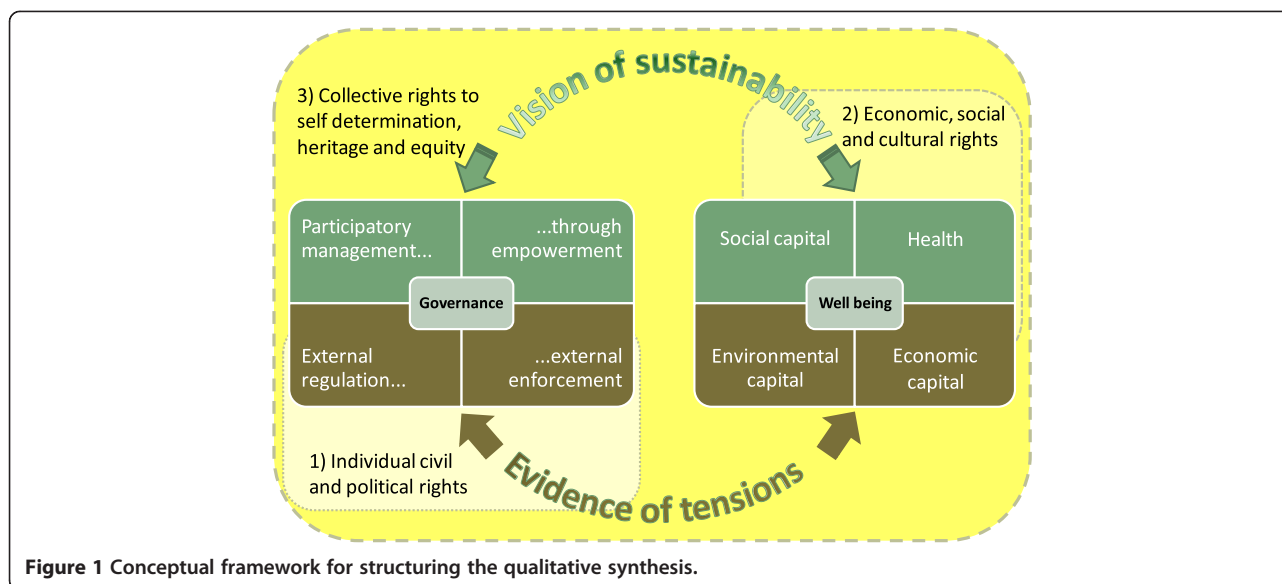 Vision of sustainability
3) Collective rights to
self determination,
heritage and equity
2) Economic, social
and cultural rights
Participatory
management...
...through
empowerment
Governance
External
regulation...
...external
enforcement
Social capital
Health
Well being
Environmental
capital
Economic
capital
1) Individual civil
and political rights
Evidence of tensions
Figure 1 Conceptual framework for structuring the qualitative synthesis.